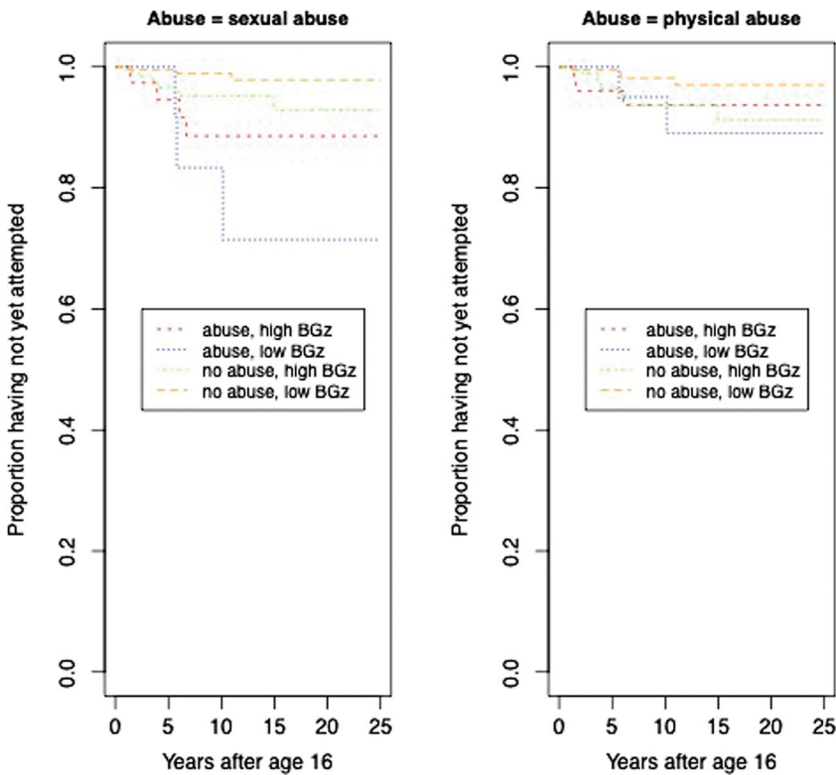 Abuse = sexual abuse
Proportion having not yet attempted
1.0
0.8
0.6
0.4
0.2
0.0
abuse, high BGz
abuse, low BGz
no abuse, high BGz
no abuse, low BGz
0 5 10 15 20 25
Years after age 16
Abuse = physical abuse
Proportion having not yet attempted
1.0
0.8
0.6
0.4
0.2
0.0
abuse, high BGz
abuse, low BGz
no abuse, high BGz
no abuse, low BGz
0 5 10 15 20 25
Years after age 16